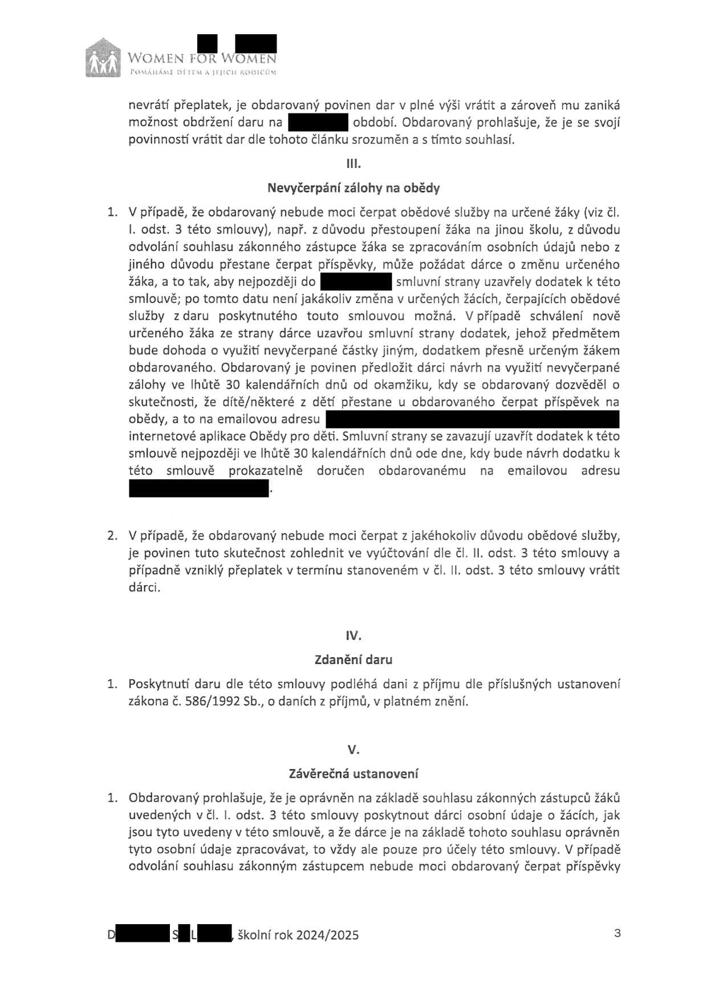 WOMEN FOR WOMEN
POMÁHÁME DĚTEM A JEJICH RODIČŮM
nevrátí přeplatek, je obdarovaný povinen dar v plné výši vrátit a zároveň mu zaniká
možnost obdržení daru na období. Obdarovaný prohlašuje, že je se svojí
povinností vrátit dar dle tohoto článku srozuměn a s tímto souhlasí.
III.
Nevyčerpání zálohy na obědy
1. V případě, že obdarovaný nebude moci čerpat obědové služby na určené žáky (viz čl.
I. odst. 3 této smlouvy), např. z důvodu přestoupení žáka na jinou školu, z důvodu
odvolání souhlasu zákonného zástupce žáka se zpracováním osobních údajů nebo z
jiného důvodu přestane čerpat příspěvky, může požádat dárce o změnu určeného
žáka, a to tak, aby nejpozději do smluvní strany uzavřely dodatek k této
smlouvě; po tomto datu není jakákoliv změna v určených žácích, čerpajících obědové
služby z daru poskytnutého touto smlouvou možná. V případě schválení nově
určeného žáka ze strany dárce uzavřou smluvní strany dodatek, jehož předmětem
bude dohoda o využití nevyčerpané částky jiným, dodatkem přesně určeným žákem
obdarovaného. Obdarovaný je povinen předložit dárci návrh na využití nevyčerpané
zálohy ve lhůtě 30 kalendářních dnů od okamžiku, kdy se obdarovaný dozvěděl o
skutečnosti, že dítě/některé z dětí přestane u obdarovaného čerpat příspěvek na
obědy, a to na emailovou adresu
internetové aplikace Obědy pro děti. Smluvní strany se zavazují uzavřít dodatek k této
smlouvě nejpozději ve lhůtě 30 kalendářních dnů ode dne, kdy bude návrh dodatku k
této smlouvě prokazatelně doručen obdarovanému na emailovou adresu
.
2. V případě, že obdarovaný nebude moci čerpat z jakéhokoliv důvodu obědové služby,
je povinen tuto skutečnost zohlednit ve vyúčtování dle čl. II. odst. 3 této smlouvy a
případně vzniklý přeplatek v termínu stanoveném v čl. II. odst. 3 této smlouvy vrátit
dárci.
IV.
Zdanění daru
1. Poskytnutí daru dle této smlouvy podléhá dani z příjmu dle příslušných ustanovení
zákona č. 586/1992 Sb., o daních z příjmů, v platném znění.
V.
Závěrečná ustanovení
1. Obdarovaný prohlašuje, že je oprávněn na základě souhlasu zákonných zástupců žáků
uvedených v čl. I. odst. 3 této smlouvy poskytnout dárci osobní údaje o žácích, jak
jsou tyto uvedeny v této smlouvě, a že dárce je na základě tohoto souhlasu oprávněn
tyto osobní údaje zpracovávat, to vždy ale pouze pro účely této smlouvy. V případě
odvolání souhlasu zákonným zástupcem nebude moci obdarovaný čerpat příspěvky
D S L , školní rok 2024/2025 3